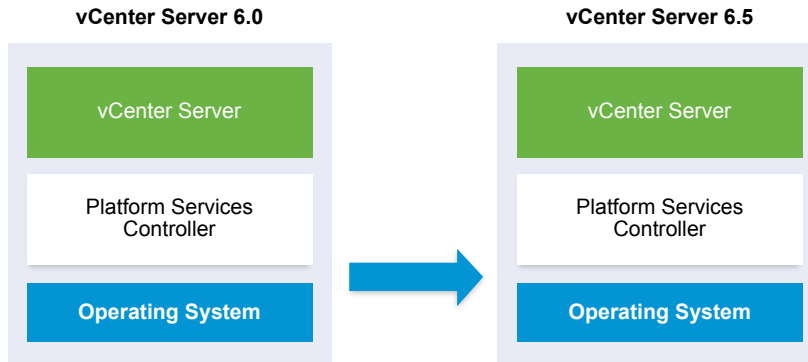 vCenter Server 6.0
vCenter Server
Platform Services
Controller
Operating System
vCenter Server 6.5
vCenter Server
Platform Services
Controller
Operating System